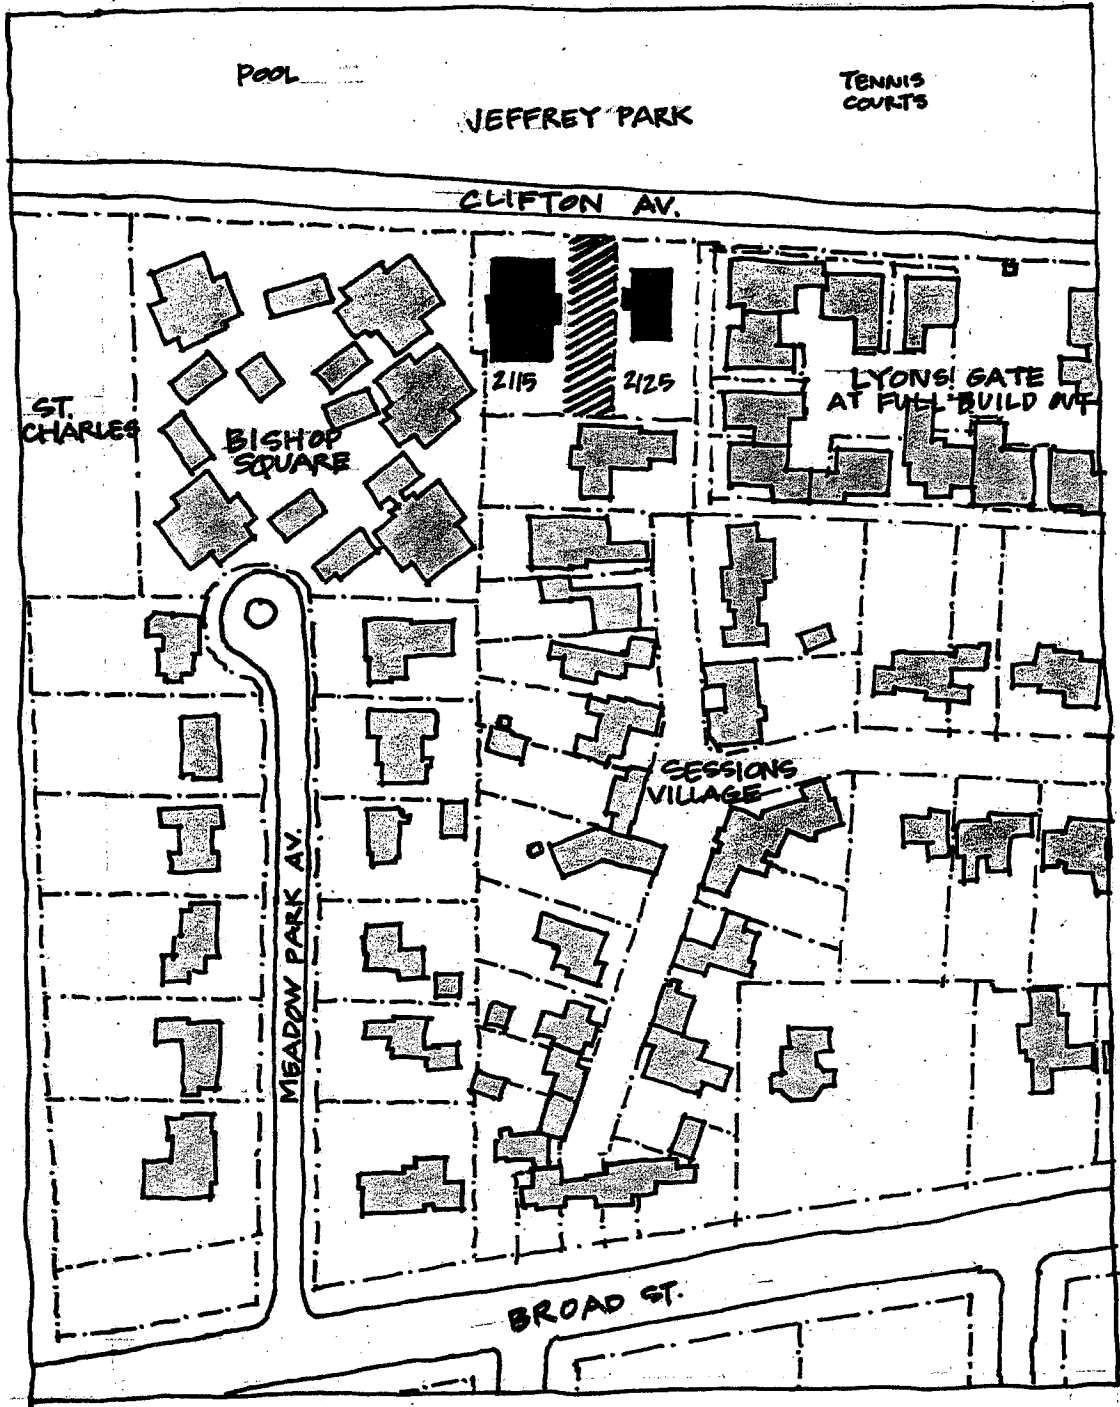 POOL
TENNIS
COURTS
JEFFREY PARK
CLIFTON AV.
2115
2125
LYONS GATE
AT FULL BUILD OUT
ST.
CHARLES
BISHOP
SQUARE
SESSIONS
VILLAGE
MEADOW PARK AV.
BROAD ST.